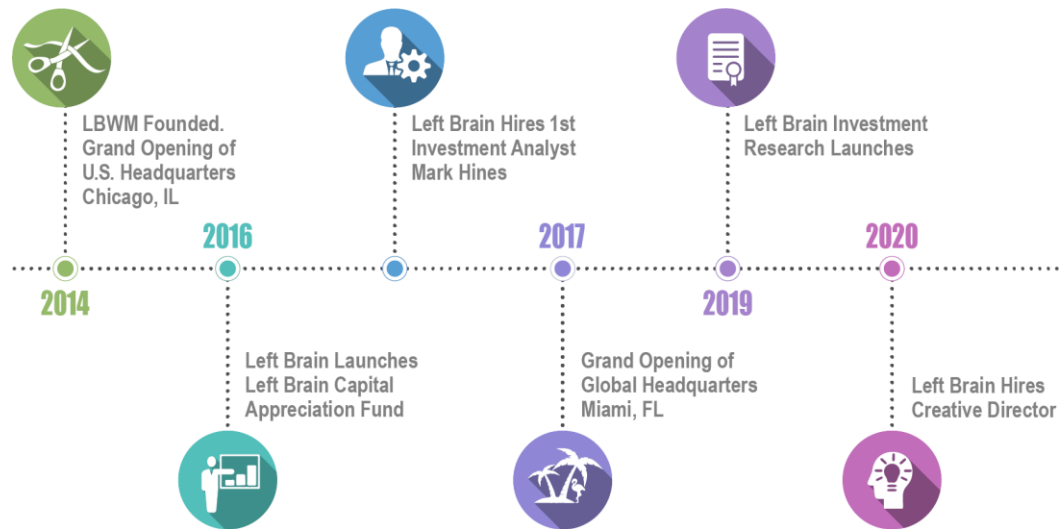 LBWM Founded.
Grand Opening of
U.S. Headquarters
Chicago, IL
2014
2016
Left Brain Launches
Left Brain Capital
Appreciation Fund
Left Brain Hires 1st
Investment Analyst
Mark Hines
2017
Grand Opening of
Global Headquarters
Miami, FL
Left Brain Investment
Research Launches
2019
2020
Left Brain Hires
Creative Director